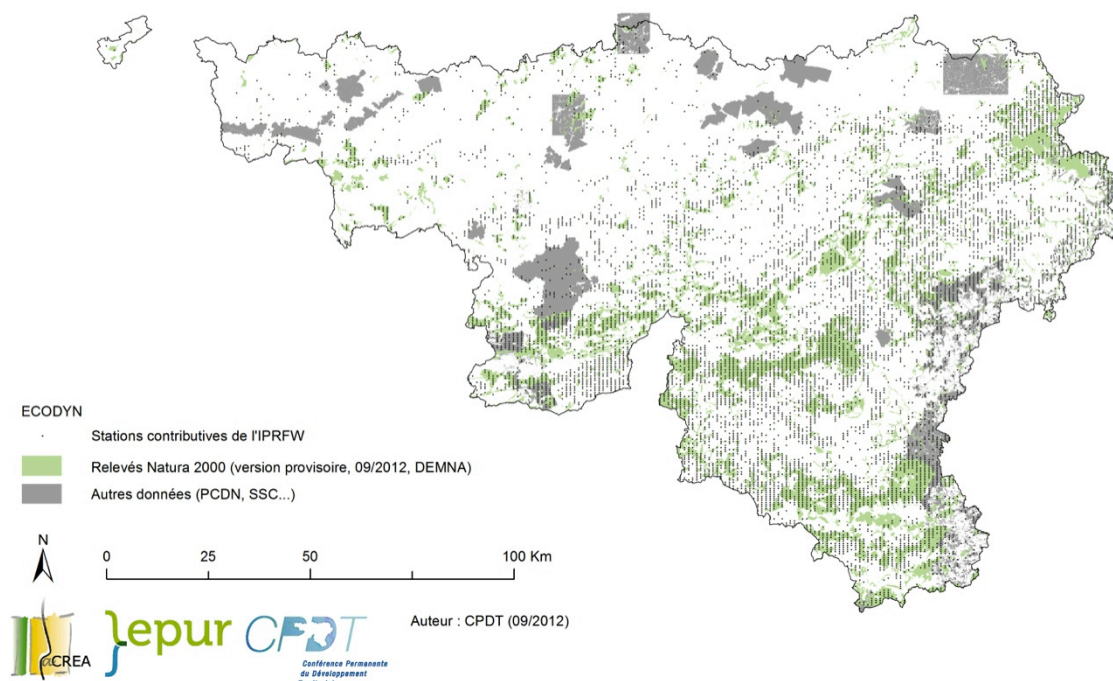 ECODYN
Stations contributives de l'IPRFW
Relevés Natura 2000 (version provisoire, 09/2012, DEMNA)
Autres données (PCDN, SSC...)
N
0 25 50 100 Km
aCREA
lepur
CPDT
Auteur : CPDT (09/2012)
Conférence Permanente
du Développement